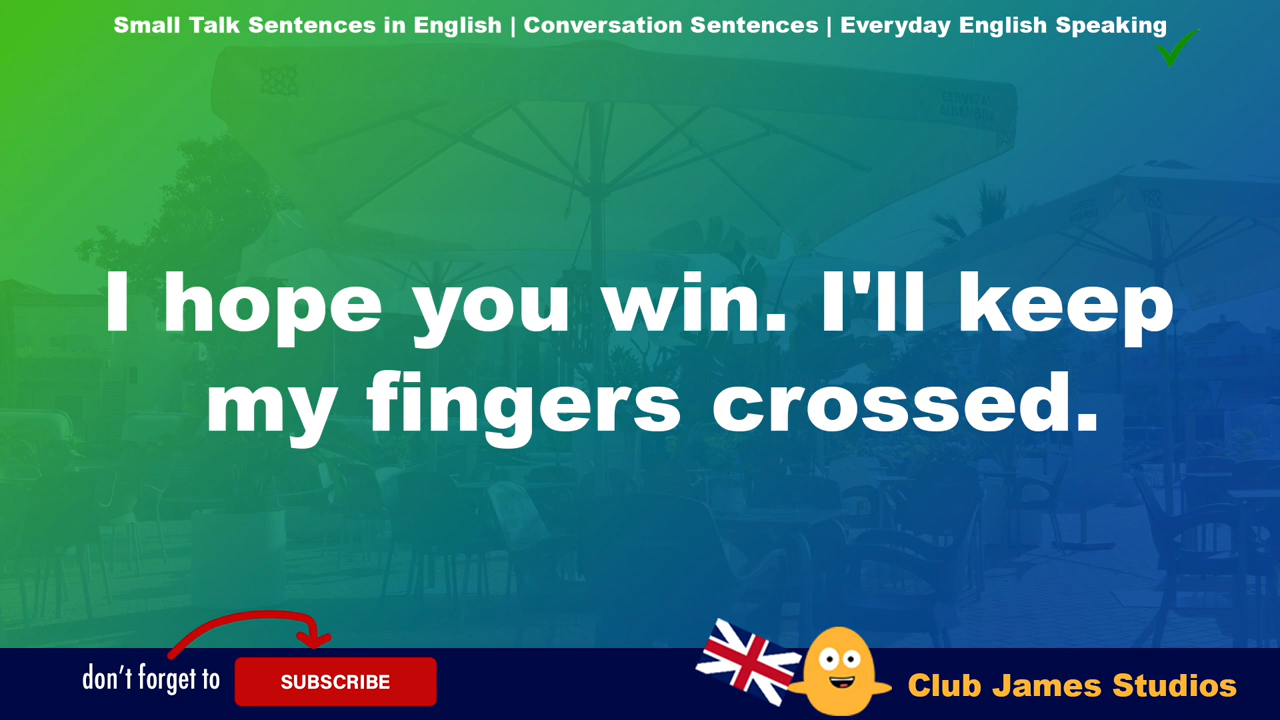 Small Talk Sentences in English | Conversation Sentences | Everyday English Speaking
I hope you win. I'll keep
my fingers crossed.
don't forget to
SUBSCRIBE
Club James Studios